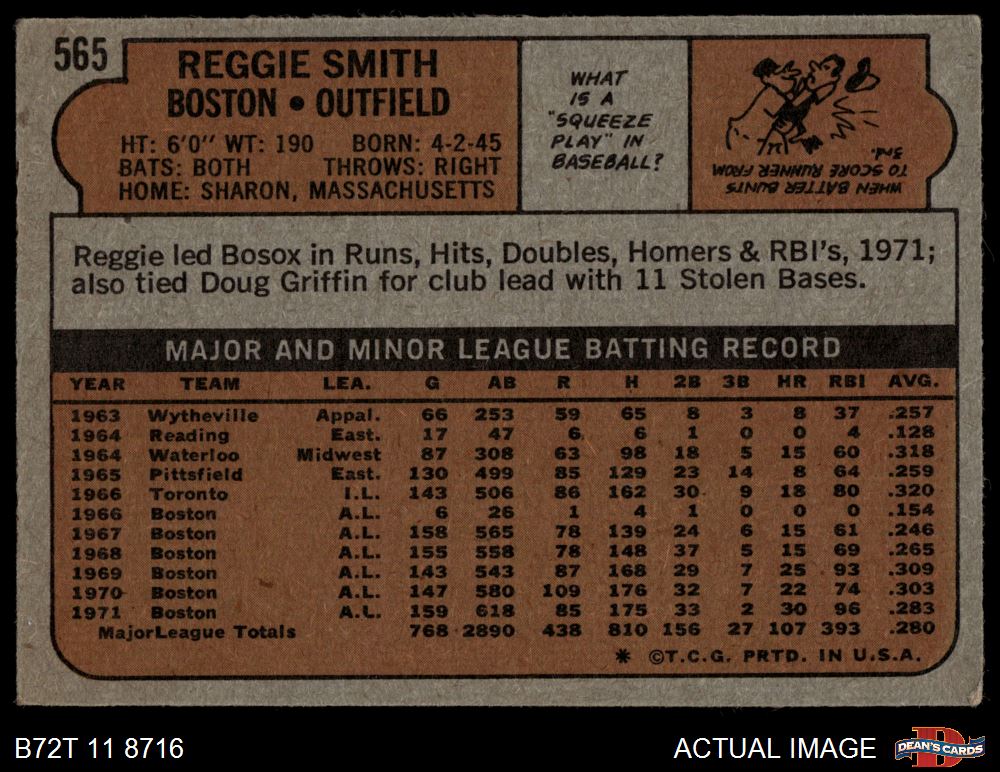 565
REGGIE SMITH
BOSTON • OUTFIELD
HT: 6'0" WT: 190 BORN: 4-2-45
BATS: BOTH THROWS: RIGHT
HOME: SHARON, MASSACHUSETTS
WHAT
IS A
"SQUEEZE
PLAY" IN
BASEBALL?
WHEN BATTER BUNTS
TO SCORE RUNNER FROM
3rd.
Reggie led Bosox in Runs, Hits, Doubles, Homers & RBI's, 1971;
also tied Doug Griffin for club lead with 11 Stolen Bases.
MAJOR AND MINOR LEAGUE BATTING RECORD
YEAR TEAM LEA. G AB R H 2B 3B HR RBI AVG.
1963 Wytheville Appal. 66 253 59 65 8 3 8 37 .257
1964 Reading East. 17 47 6 6 1 0 0 4 .128
1964 Waterloo Midwest 87 308 63 98 18 5 15 60 .318
1965 Pittsfield East. 130 499 85 129 23 14 8 64 .259
1966 Toronto I.L. 143 506 86 162 30 9 18 80 .320
1966 Boston A.L. 6 26 1 4 1 0 0 0 .154
1967 Boston A.L. 158 565 78 139 24 6 15 61 .246
1968 Boston A.L. 155 558 78 148 37 5 15 69 .265
1969 Boston A.L. 143 543 87 168 29 7 25 93 .309
1970 Boston A.L. 147 580 109 176 32 7 22 74 .303
1971 Boston A.L. 159 618 85 175 33 2 30 96 .283
MajorLeague Totals 768 2890 438 810 156 27 107 393 .280
* ©T.C.G. PRTD. IN U.S.A.
B72T 11 8716
ACTUAL IMAGE
DEAN'S CARDS